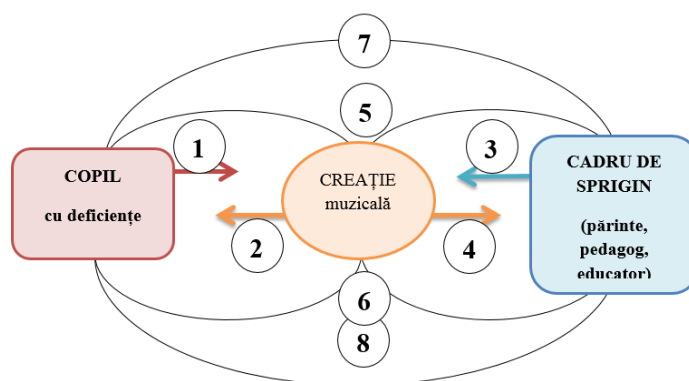 7
5
1
3
COPIL
cu deficiențe
CREAȚIE
muzicală
CADRU DE
SPRIGIN
(părinte,
pedagog,
educator)
2
4
6
8